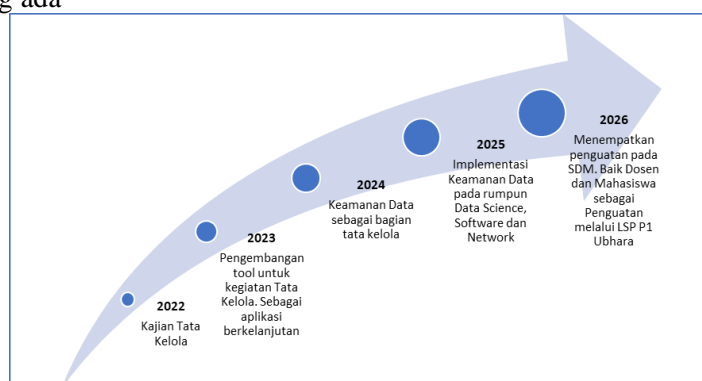 g ada
2022
Kajian Tata
Kelola
2023
Pengembangan
tool untuk
kegiatan Tata
Kelola. Sebagai
aplikasi
berkelanjutan
2024
Keamanan Data
sebagai bagian
tata kelola
2025
Implementasi
Keamanan Data
pada rumpun
Data Science,
Software dan
Network
2026
Menempatkan
penguatan pada
SDM. Baik Dosen
dan Mahasiswa
sebagai
Penguatan
melalui LSP P1
Ubhara